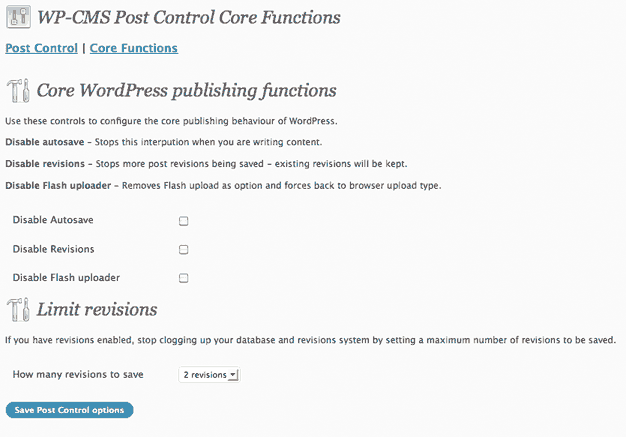 WP-CMS Post Control Core Functions
Post Control | Core Functions
Core WordPress publishing functions
Use these controls to configure the core publishing behaviour of WordPress.
Disable autosave – Stops this interpution when you are writing content.
Disable revisions – Stops more post revisions being saved – existing revisions will be kept.
Disable Flash uploader – Removes Flash upload as option and forces back to browser upload type.
Disable Autosave
Disable Revisions
Disable Flash uploader
Limit revisions
If you have revisions enabled, stop clogging up your database and revisions system by setting a maximum number of revisions to be saved.
How many revisions to save 2 revisions
Save Post Control options